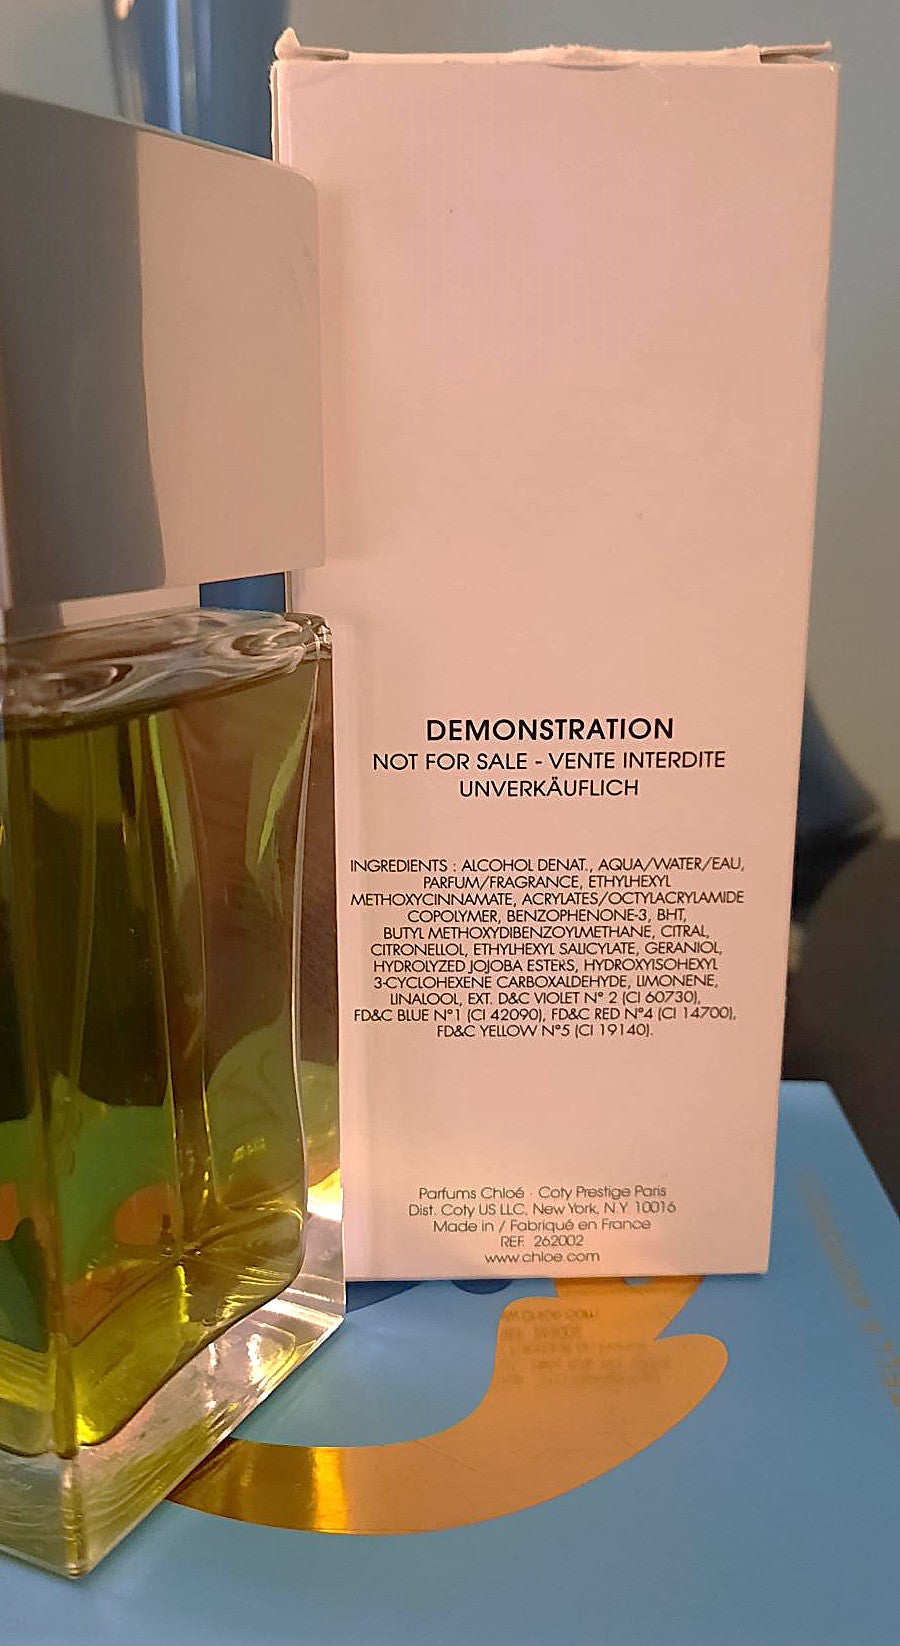 DEMONSTRATION
NOT FOR SALE - VENTE INTERDITE
UNVERKÄUFLICH
INGREDIENTS : ALCOHOL DENAT., AQUA/WATER/EAU,
PARFUM/FRAGRANCE, ETHYLHEXYL
METHOXYCINNAMATE, ACRYLATES/OCTYLACRYLAMIDE
COPOLYMER, BENZOPHENONE-3, BHT,
BUTYL METHOXYDIBENZOYLMETHANE, CITRAL,
CITRONELLOL, ETHYLHEXYL SALICYLATE, GERANIOL,
HYDROLYZED JOJOBA ESTERS, HYDROXYISOHEXYL
3-CYCLOHEXENE CARBOXALDEHYDE, LIMONENE,
LINALOOL, EXT. D&C VIOLET N° 2 (CI 60730),
FD&C BLUE N°1 (CI 42090), FD&C RED N°4 (CI 14700),
FD&C YELLOW N°5 (CI 19140).
Parfums Chloé · Coty Prestige Paris
Dist. Coty US LLC, New York, N.Y 10016
Made in / Fabriqué en France
REF. 262002
www.chloe.com